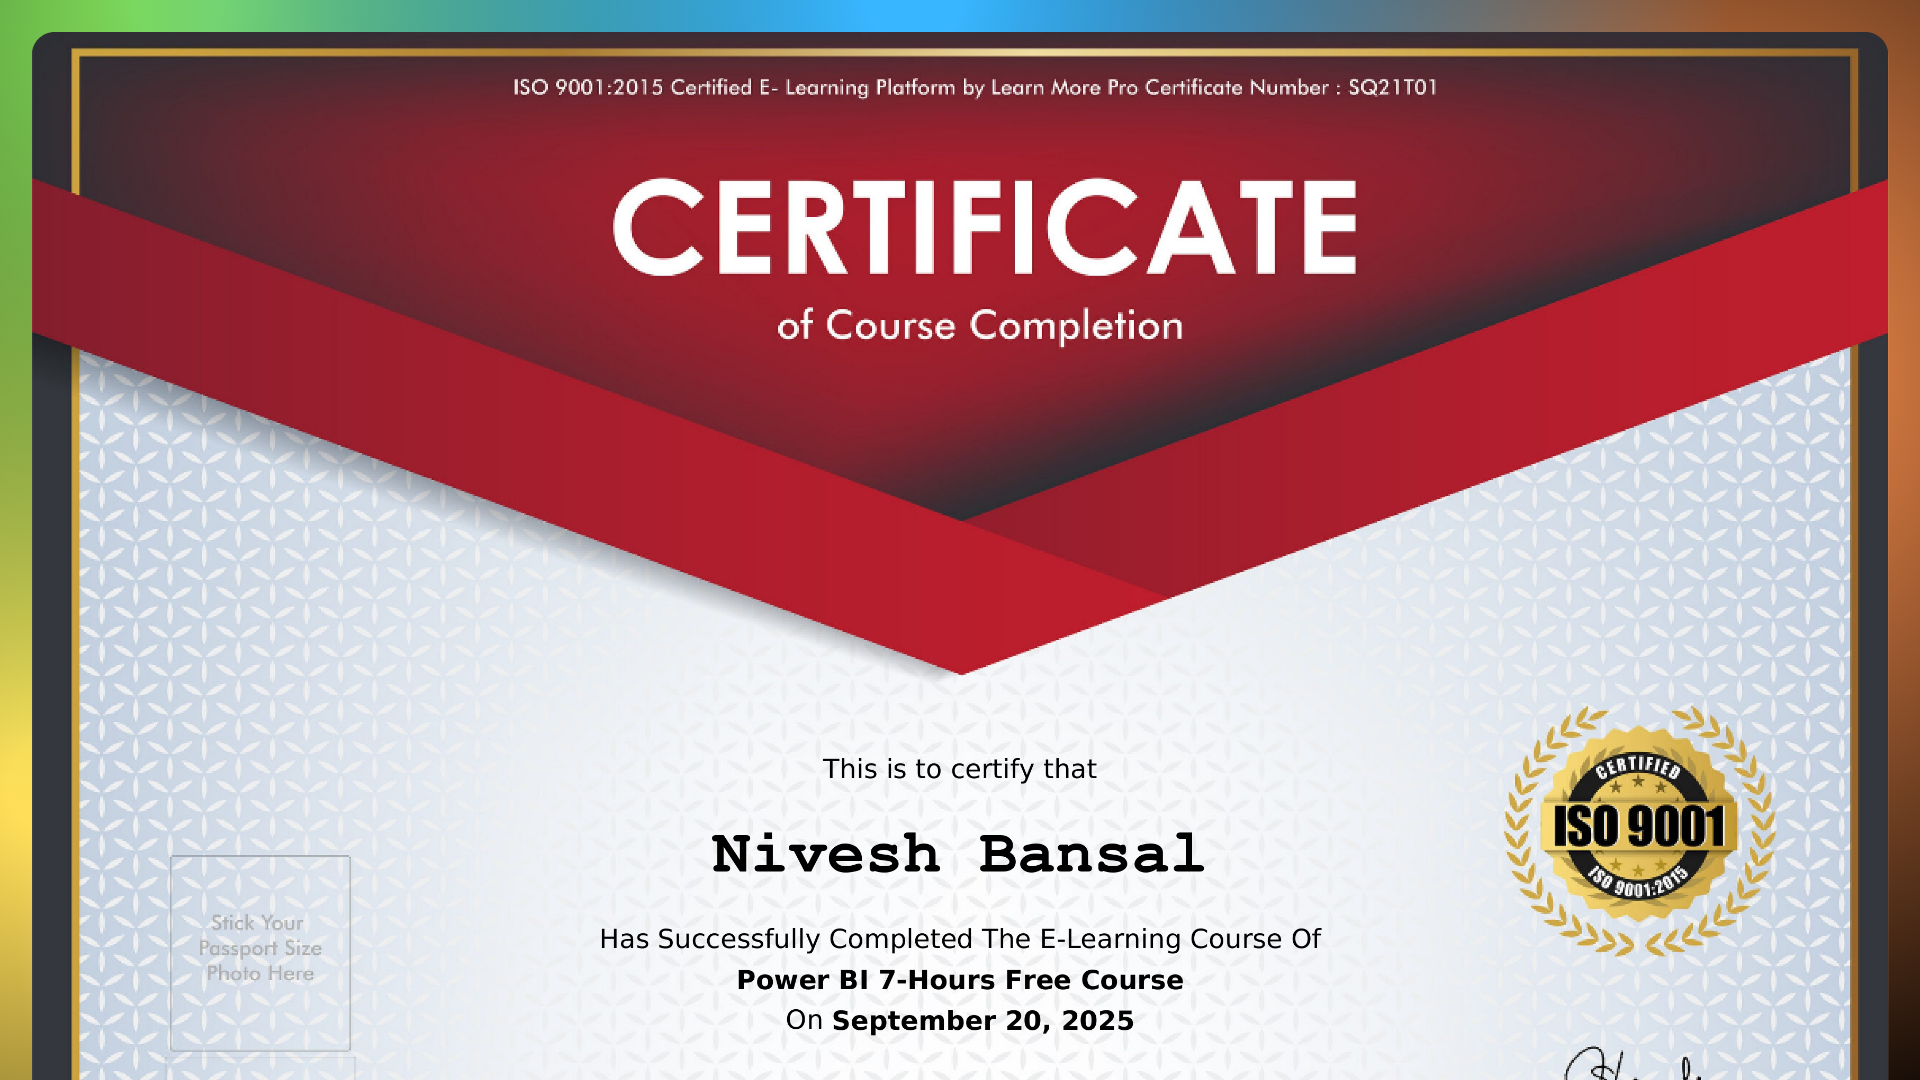 ISO 9001:2015 Certified E- Learning Platform by Learn More Pro Certificate Number : SQ21T01
CERTIFICATE
of Course Completion
This is to certify that
Nivesh Bansal
Has Successfully Completed The E-Learning Course Of
Power BI 7-Hours Free Course
On September 20, 2025
CERTIFIED
ISO 9001
ISO 9001:2015
Stick Your
Passport Size
Photo Here